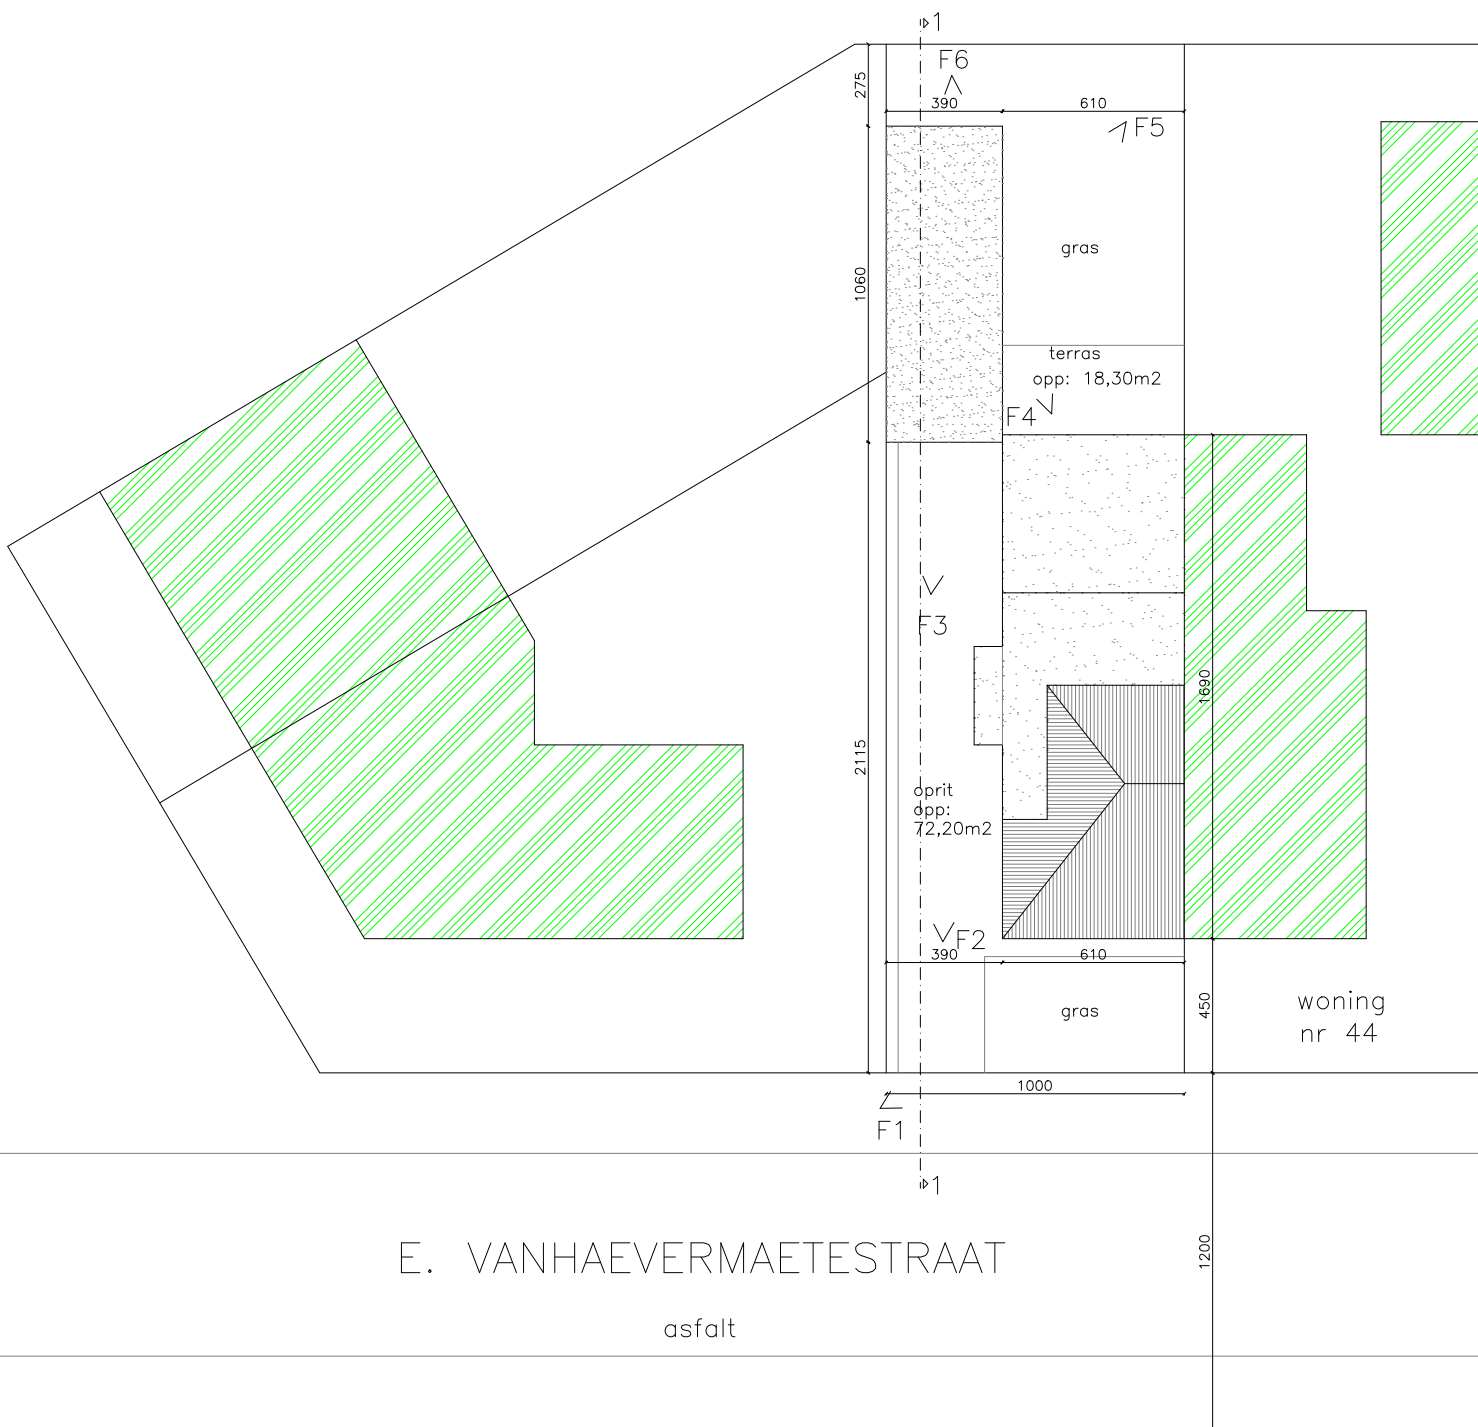 1
F6
275
390 610
F5
gras
1060
terras
opp: 18,30m2
F4
F3
1690
2115
oprit
opp:
72,20m2
F2
390 610
gras
450
woning
nr 44
1000
F1
1
E. VANHAEVERMAETESTRAAT
1200
asfalt